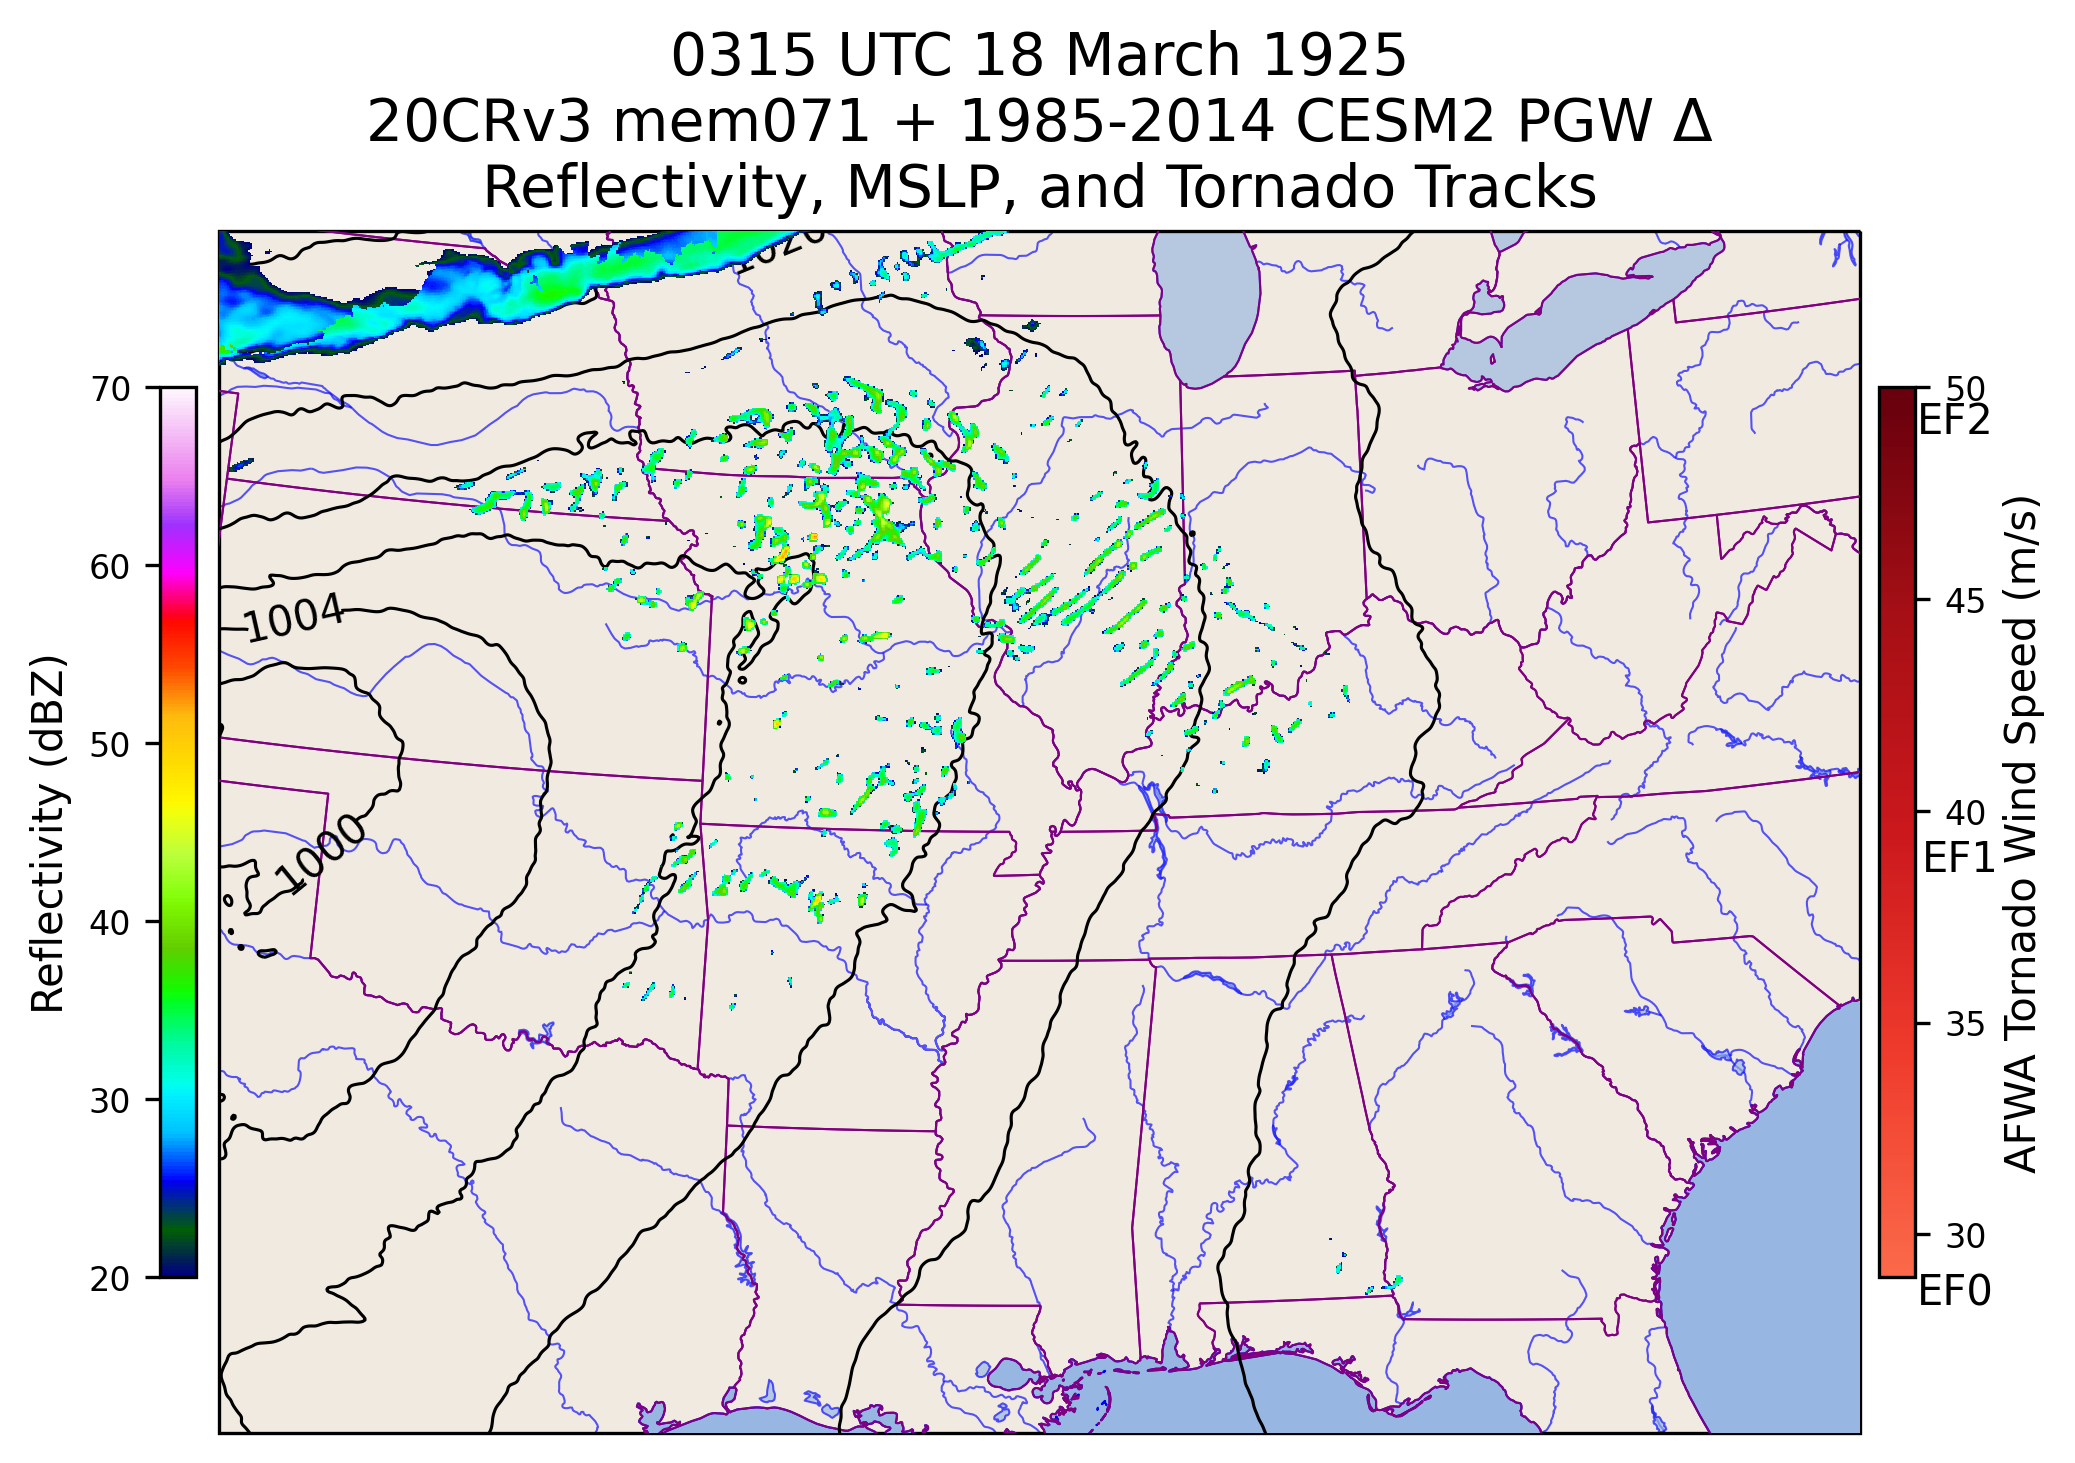 0315 UTC 18 March 1925
20CRv3 mem071 + 1985-2014 CESM2 PGW Δ
Reflectivity, MSLP, and Tornado Tracks
1020
1004
1000
70
60
50
40
30
20
Reflectivity (dBZ)
50
EF2
45
40
EF1
35
30
EF0
AFWA Tornado Wind Speed (m/s)